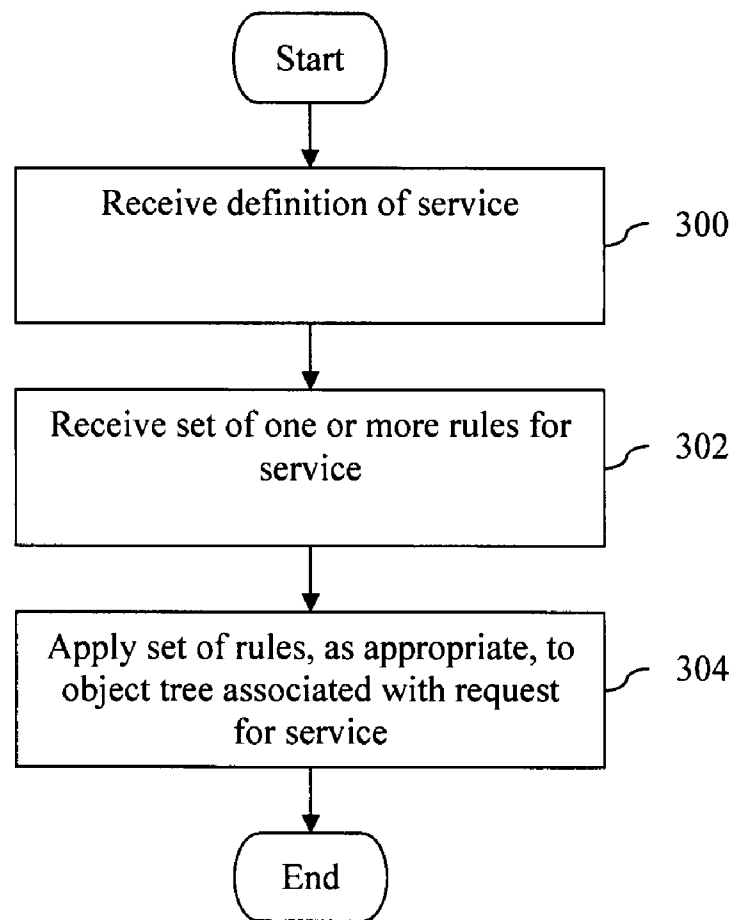 Start
Receive definition of service
300
Receive set of one or more rules for
service
302
Apply set of rules, as appropriate, to
object tree associated with request
for service
304
End